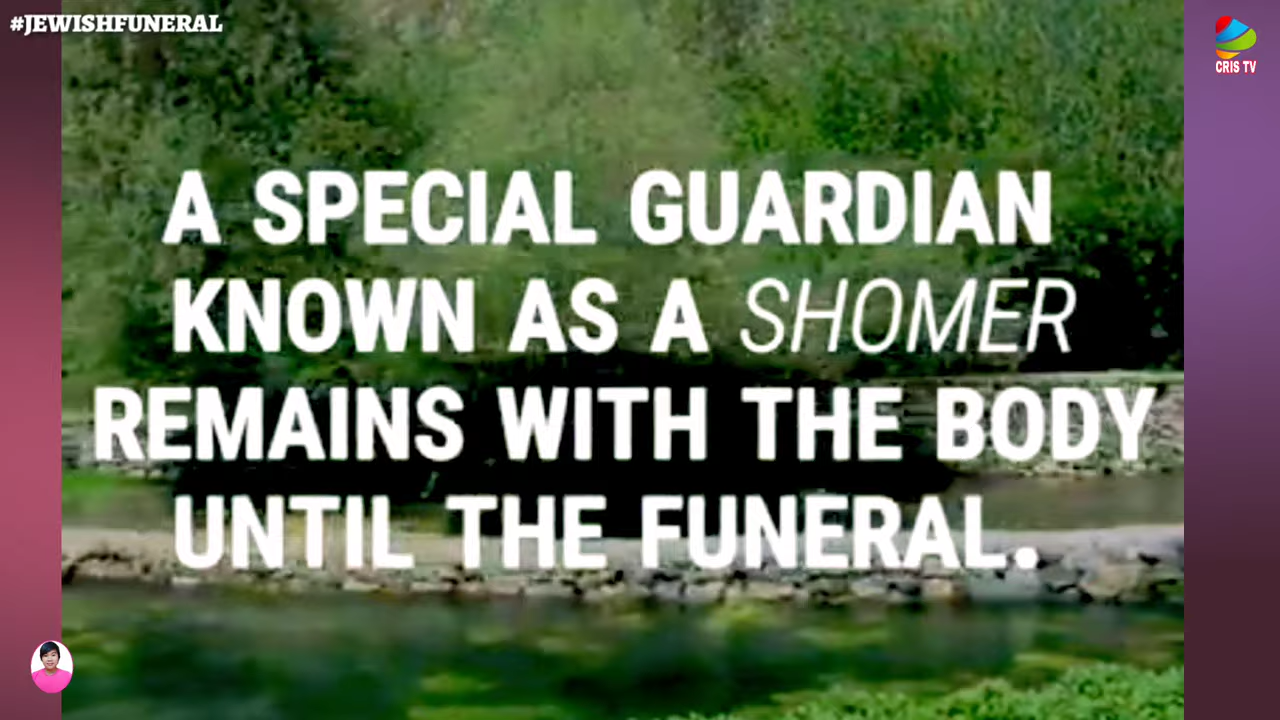 #JEWISHFUNERAL
CRIS TV
A SPECIAL GUARDIAN
KNOWN AS A SHOMER
REMAINS WITH THE BODY
UNTIL THE FUNERAL.